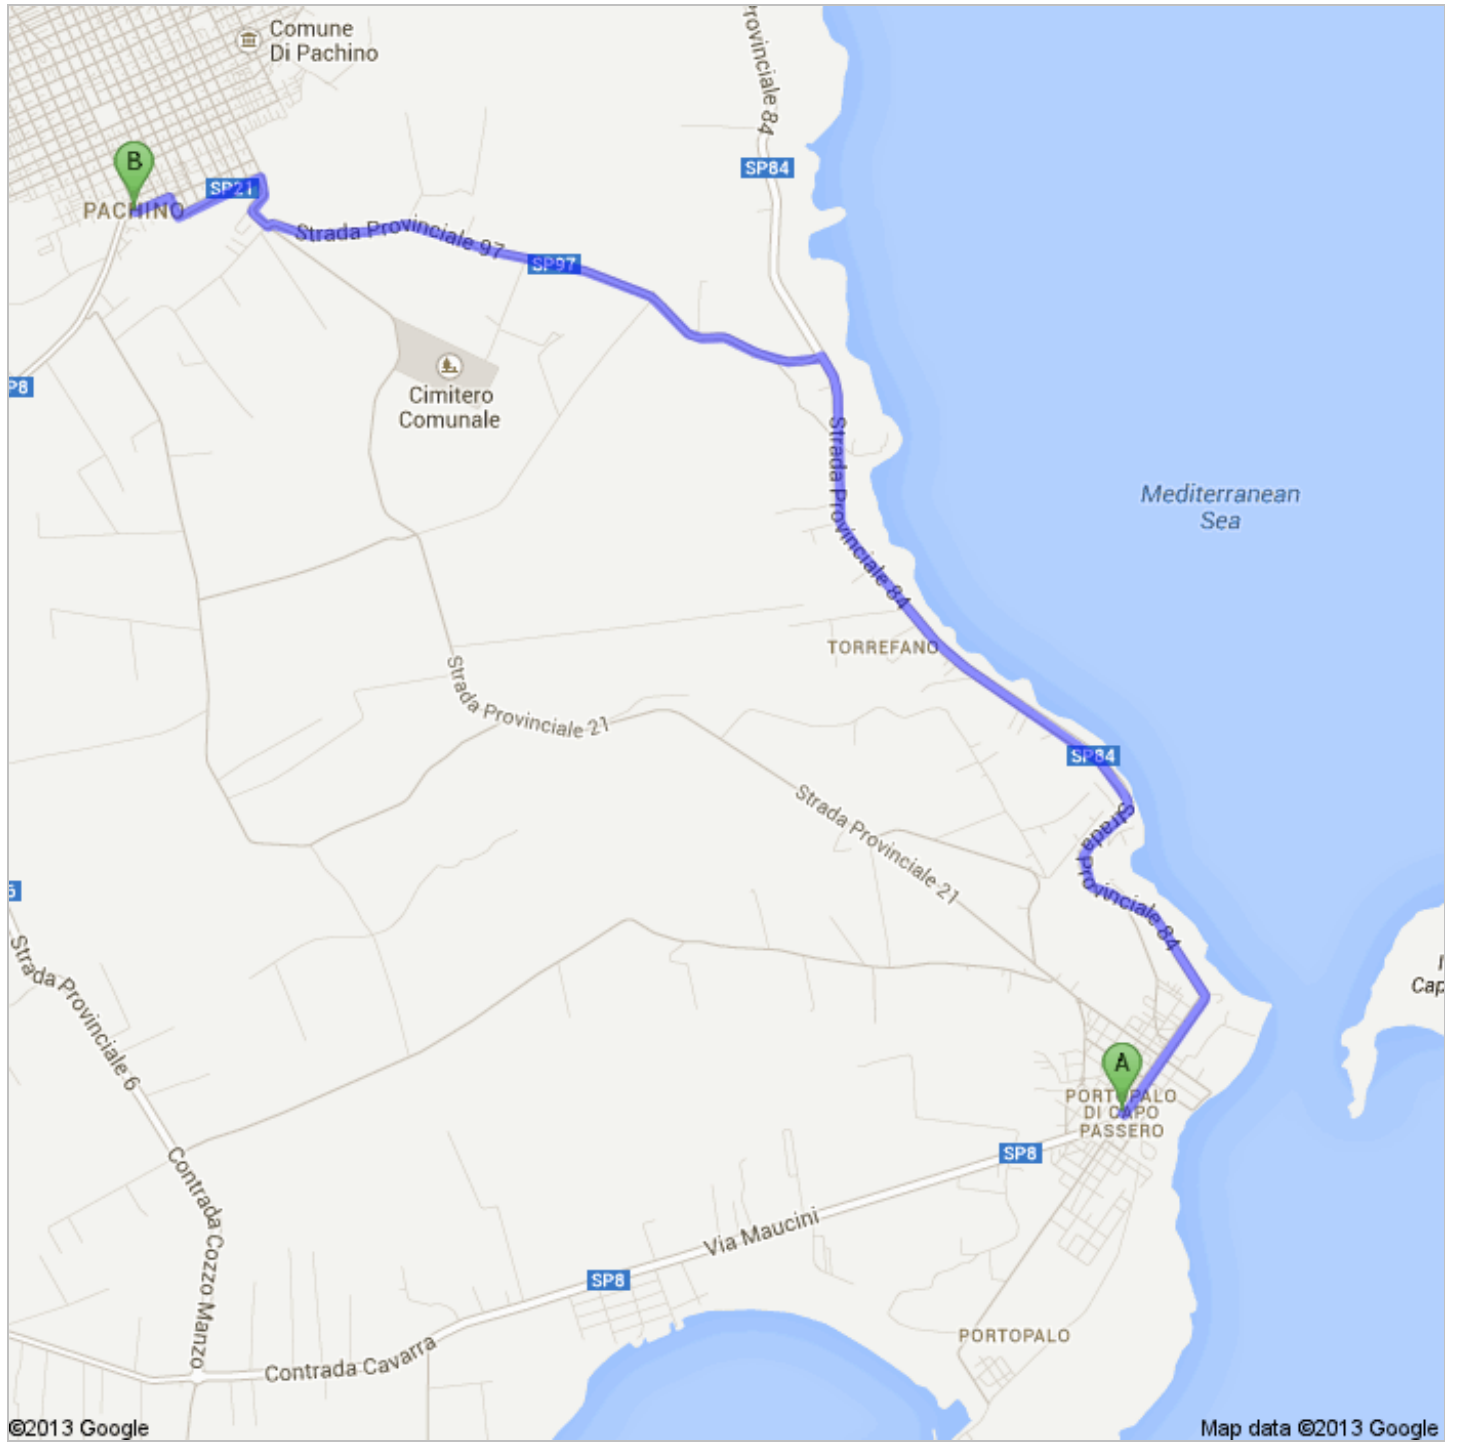 Comune
Di Pachino
rovinciale 84
SP84
B
SP21
PACHINO
Strada Provinciale 97
SP97
P8
Cimitero
Comunale
Strada Provinciale 84
Mediterranean
Sea
TORREFANO
Strada Provinciale 21
SP84
Strada Provinciale 21
Strada Provinciale 84
6
Strada Provinciale 6
I
Cap
A
PORTOPALO
DI CAPO
PASSERO
SP8
Contrada Cozzo Manzo
Via Maucini
SP8
PORTOPALO
Contrada Cavarra
©2013 Google
Map data ©2013 Google